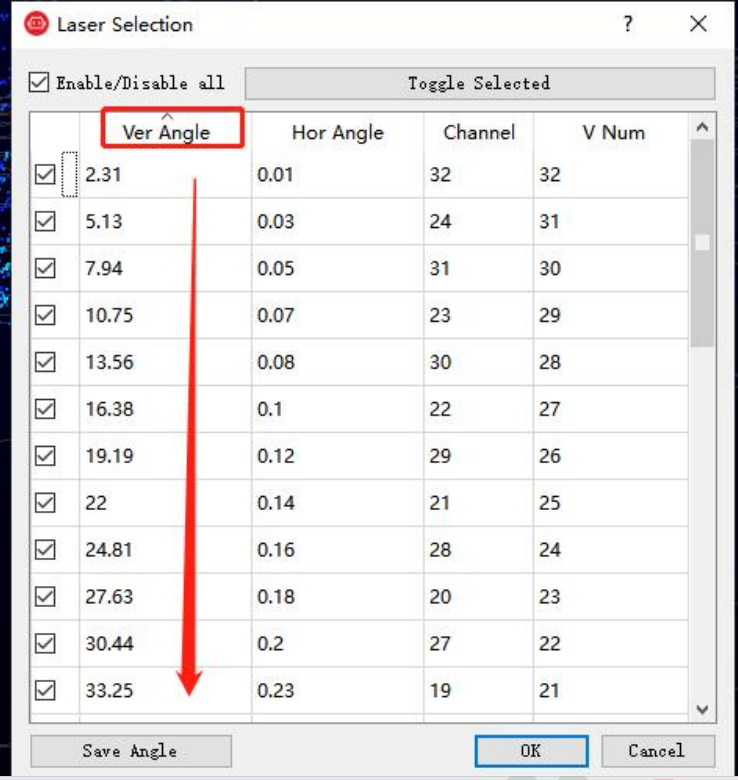 Laser Selection
Enable/Disable all Toggle Selected
Ver Angle Hor Angle Channel V Num
2.31 0.01 32 32
5.13 0.03 24 31
7.94 0.05 31 30
10.75 0.07 23 29
13.56 0.08 30 28
16.38 0.1 22 27
19.19 0.12 29 26
22 0.14 21 25
24.81 0.16 28 24
27.63 0.18 20 23
30.44 0.2 27 22
33.25 0.23 19 21
Save Angle OK Cancel